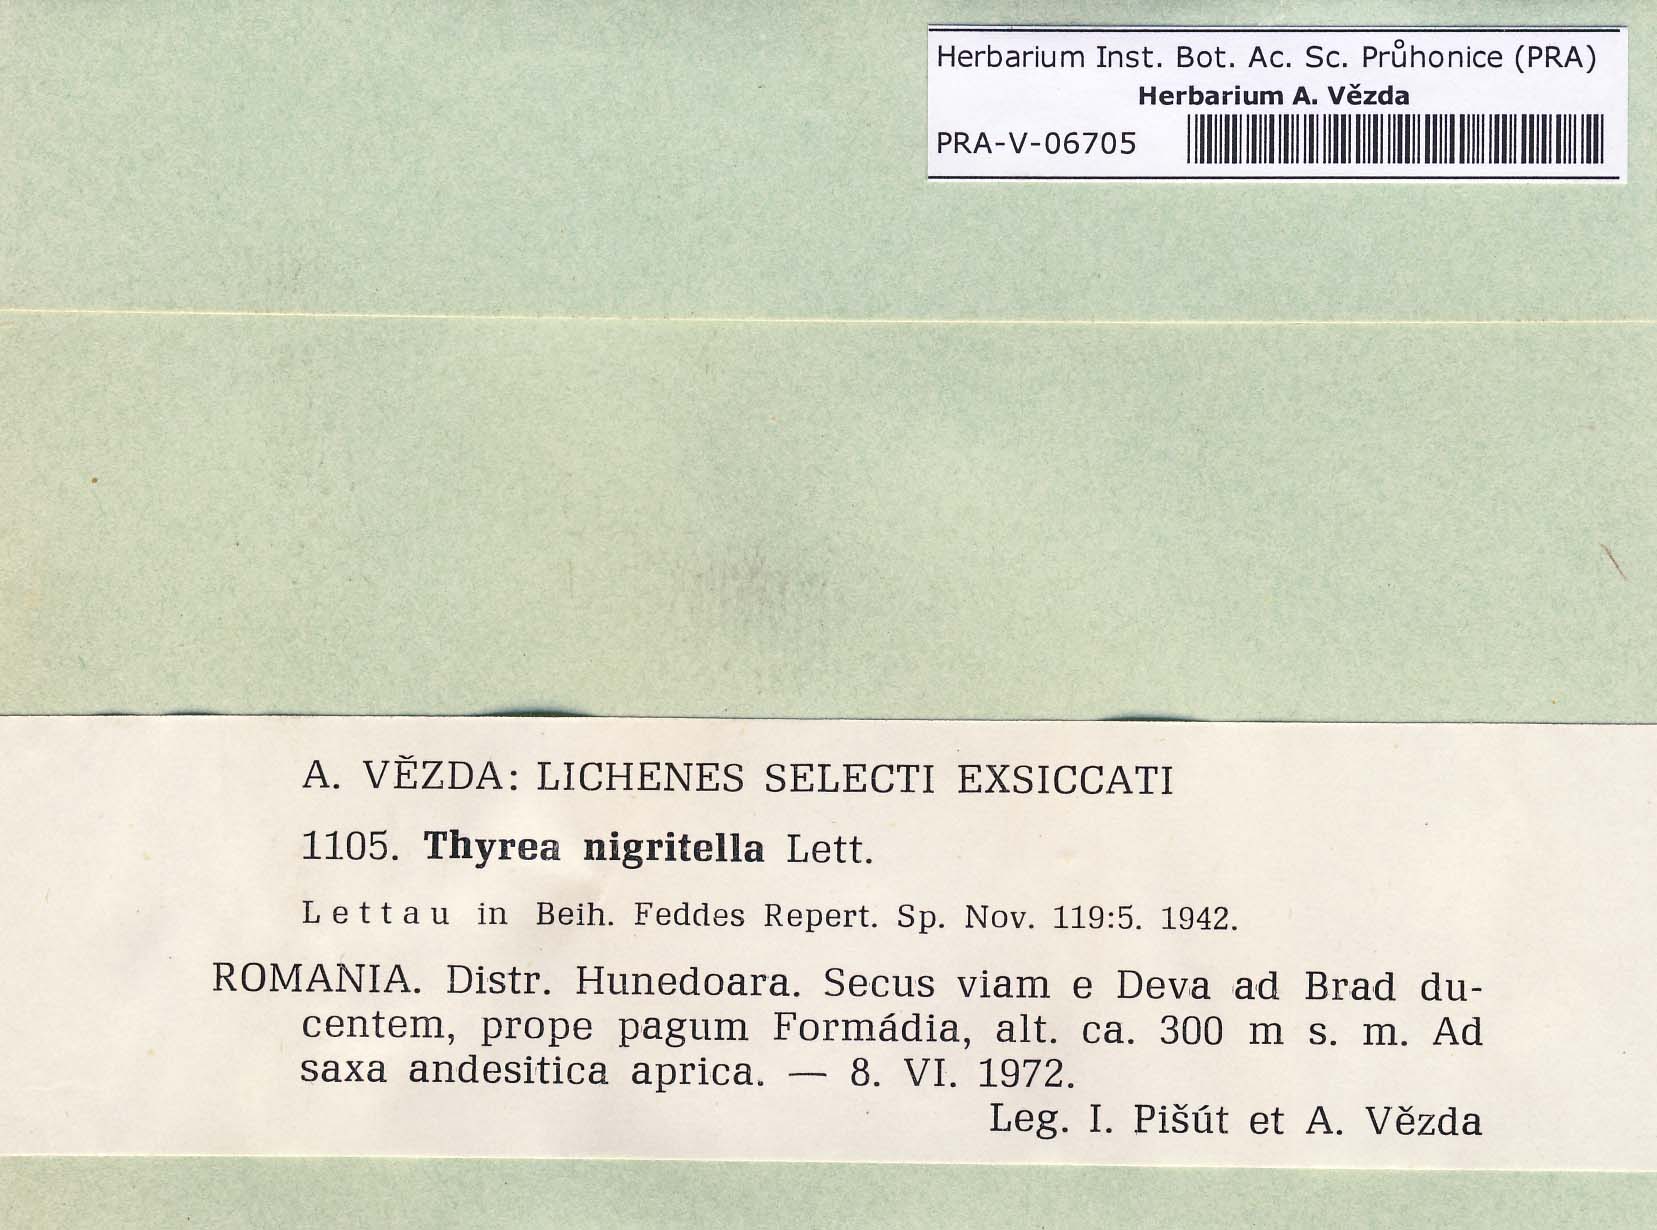 Herbarium Inst. Bot. Ac. Sc. Průhonice (PRA)
Herbarium A. Vězda
PRA-V-06705
A. VĚZDA: LICHENES SELECTI EXSICCATI
1105. Thyrea nigritella Lett.
Lettau in Beih. Feddes Repert. Sp. Nov. 119:5. 1942.
ROMANIA. Distr. Hunedoara. Secus viam e Deva ad Brad du-
centem, prope pagum Formádia, alt. ca. 300 m s. m. Ad
saxa andesitica aprica. — 8. VI. 1972.
Leg. I. Pišút et A. Vězda